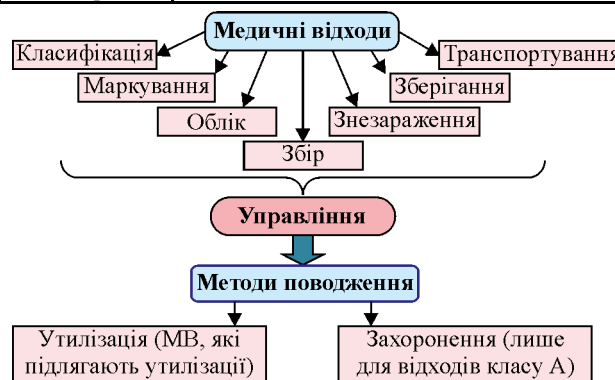 Медичні відходи
Класифікація
Транспортування
Маркування
Зберігання
Облік
Знезараження
Збір
Управління
Методи поводження
Утилізація (МВ, які
підлягають утилізації)
Захоронення (лише
для відходів класу А)